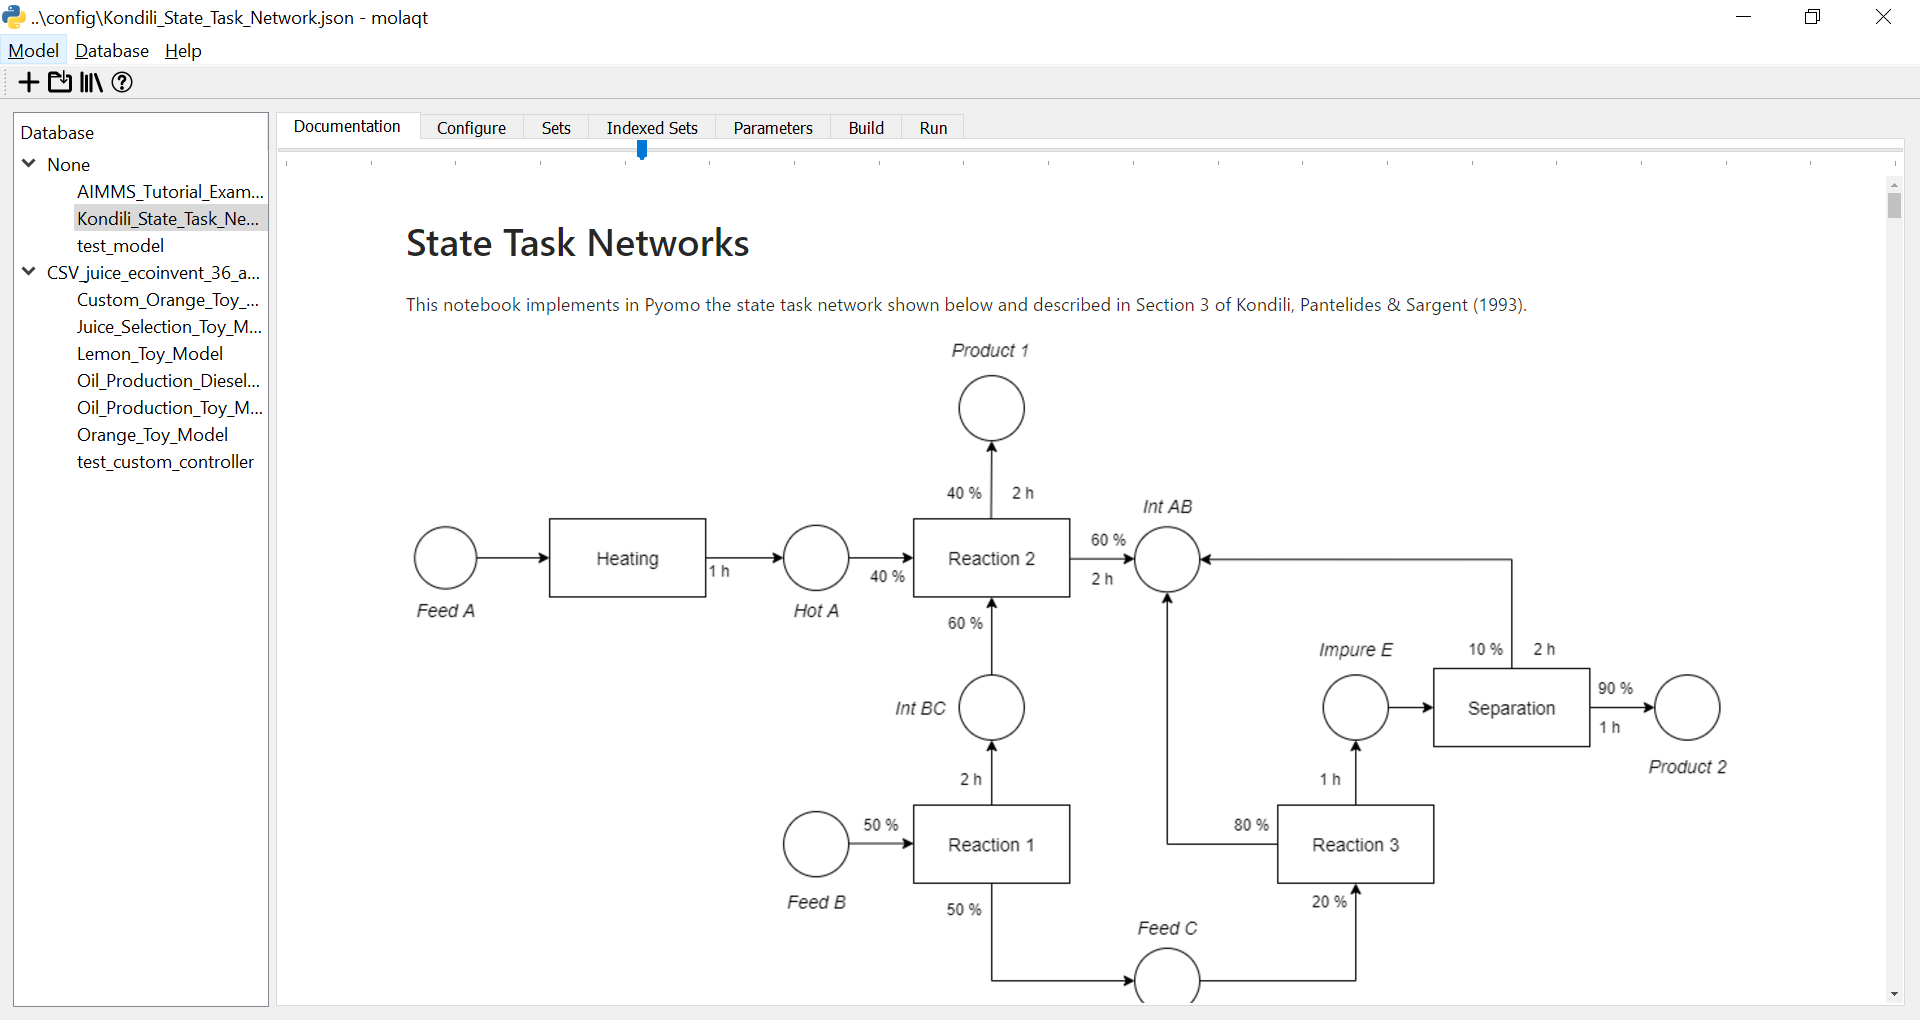 ..\config\Kondili_State_Task_Network.json - molaqt
Model Database Help
Database
None
AIMMS_Tutorial_Exam...
Kondili_State_Task_Ne...
test_model
CSV_juice_ecoinvent_36_a...
Custom_Orange_Toy_...
Juice_Selection_Toy_M...
Lemon_Toy_Model
Oil_Production_Diesel...
Oil_Production_Toy_M...
Orange_Toy_Model
test_custom_controller
Documentation Configure Sets Indexed Sets Parameters Build Run
State Task Networks
This notebook implements in Pyomo the state task network shown below and described in Section 3 of Kondili, Pantelides & Sargent (1993).
Product 1
40 % 2 h
Int AB
60 %
Heating
Reaction 2
1 h
40 %
2 h
Feed A
Hot A
60 %
Impure E
10 % 2 h
90 %
Int BC
Separation
1 h
Product 2
2 h
1 h
50 %
80 %
Reaction 1
Reaction 3
Feed B
50 %
20 %
Feed C